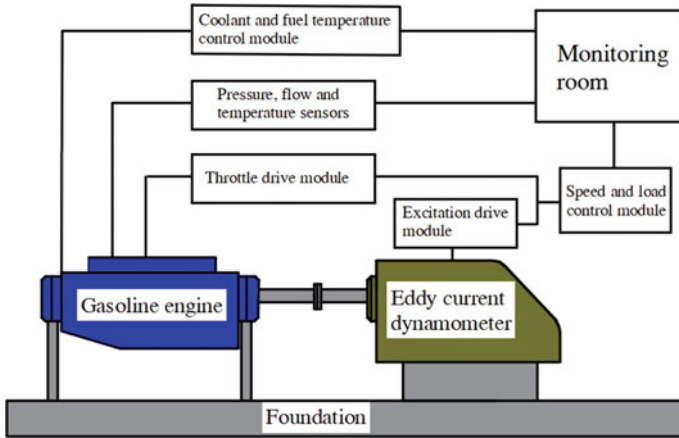 Coolant and fuel temperature
control module
Monitoring
room
Pressure, flow and
temperature sensors
Throttle drive module
Speed and load
control module
Excitation drive
module
Gasoline engine
Eddy current
dynamometer
Foundation